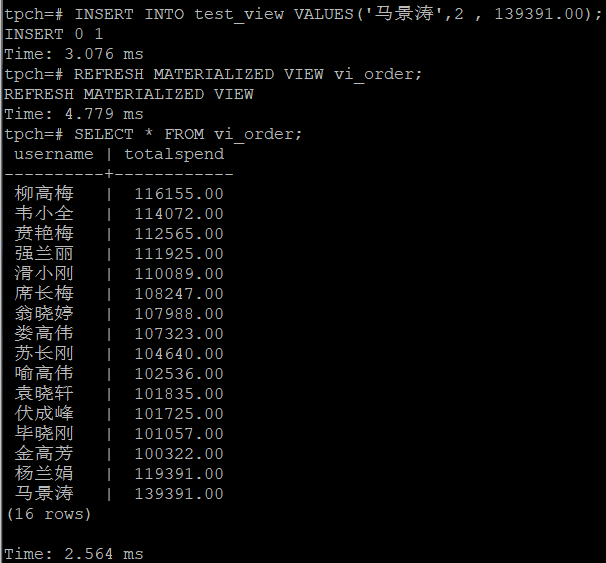 tpch=# INSERT INTO test_view VALUES('马景涛',2 , 139391.00);
INSERT 0 1
Time: 3.076 ms
tpch=# REFRESH MATERIALIZED VIEW vi_order;
REFRESH MATERIALIZED VIEW
Time: 4.779 ms
tpch=# SELECT * FROM vi_order;
 username | totalspend
----------+------------
 柳高梅   |  116155.00
 韦小全   |  114072.00
 贲艳梅   |  112565.00
 强兰丽   |  111925.00
 滑小刚   |  110089.00
 席长梅   |  108247.00
 翁晓婷   |  107988.00
 娄高伟   |  107323.00
 苏长刚   |  104640.00
 喻高伟   |  102536.00
 袁晓轩   |  101835.00
 伏成峰   |  101725.00
 毕晓刚   |  101057.00
 金高芳   |  100322.00
 杨兰娟   |  119391.00
 马景涛   |  139391.00
(16 rows)
Time: 2.564 ms